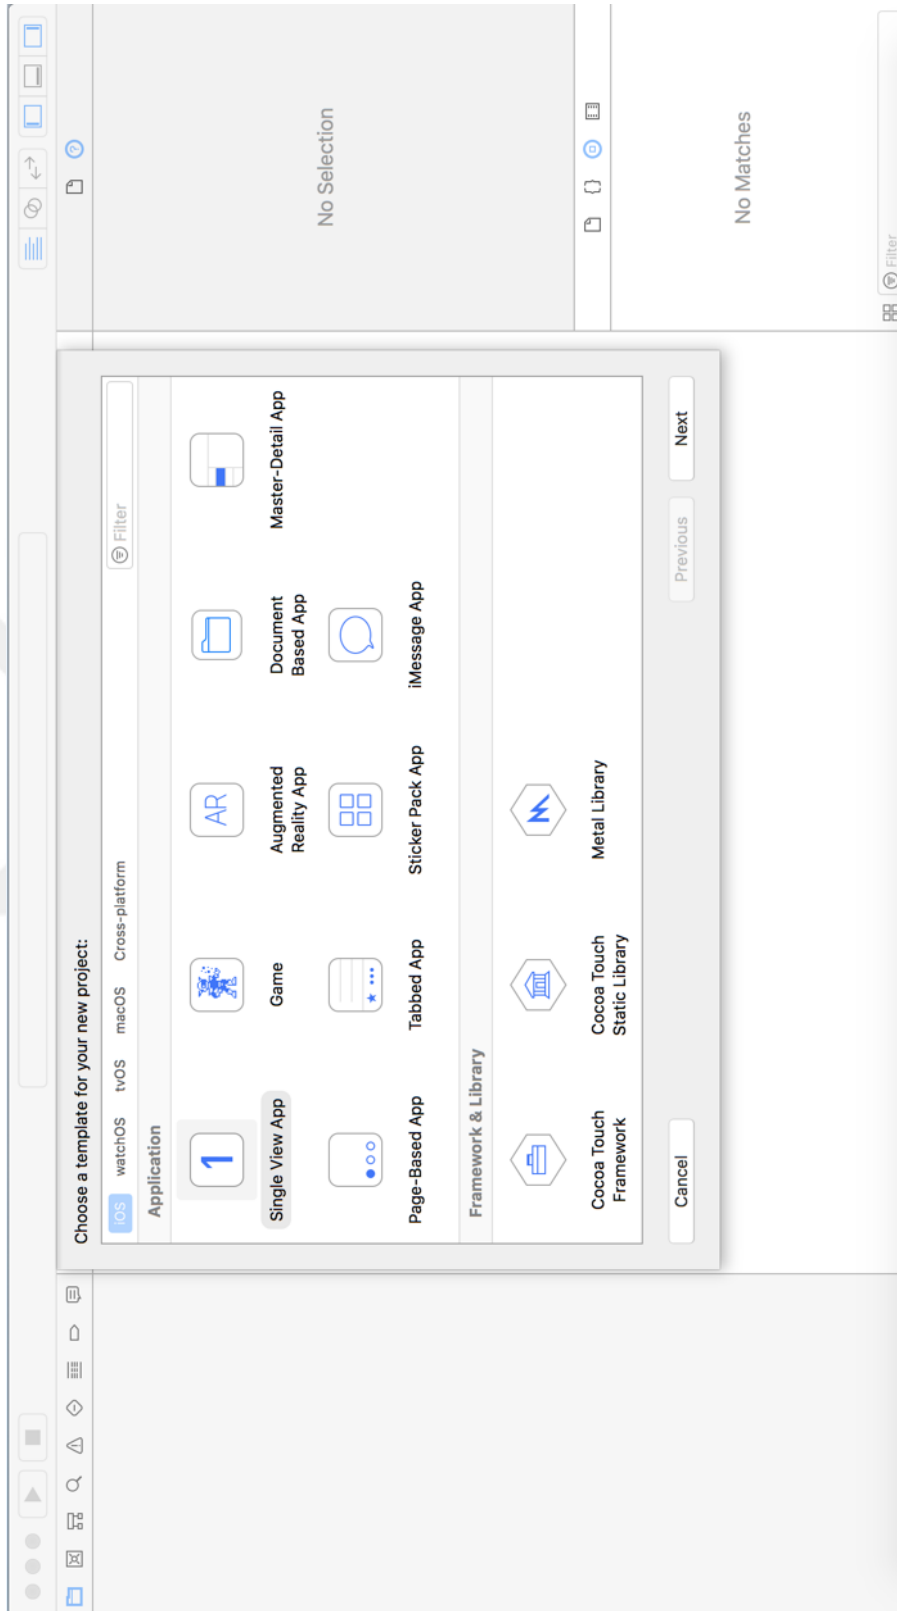 Choose a template for your new project:
iOS watchOS tvOS macOS Cross-platform Filter
Application
1 AR
Single View App Game Augmented Reality App Document Based App Master-Detail App
Page-Based App Tabbed App Sticker Pack App iMessage App
Framework & Library
Cocoa Touch Framework Cocoa Touch Static Library Metal Library
Cancel Previous Next
No Selection
{}
No Matches
Filter